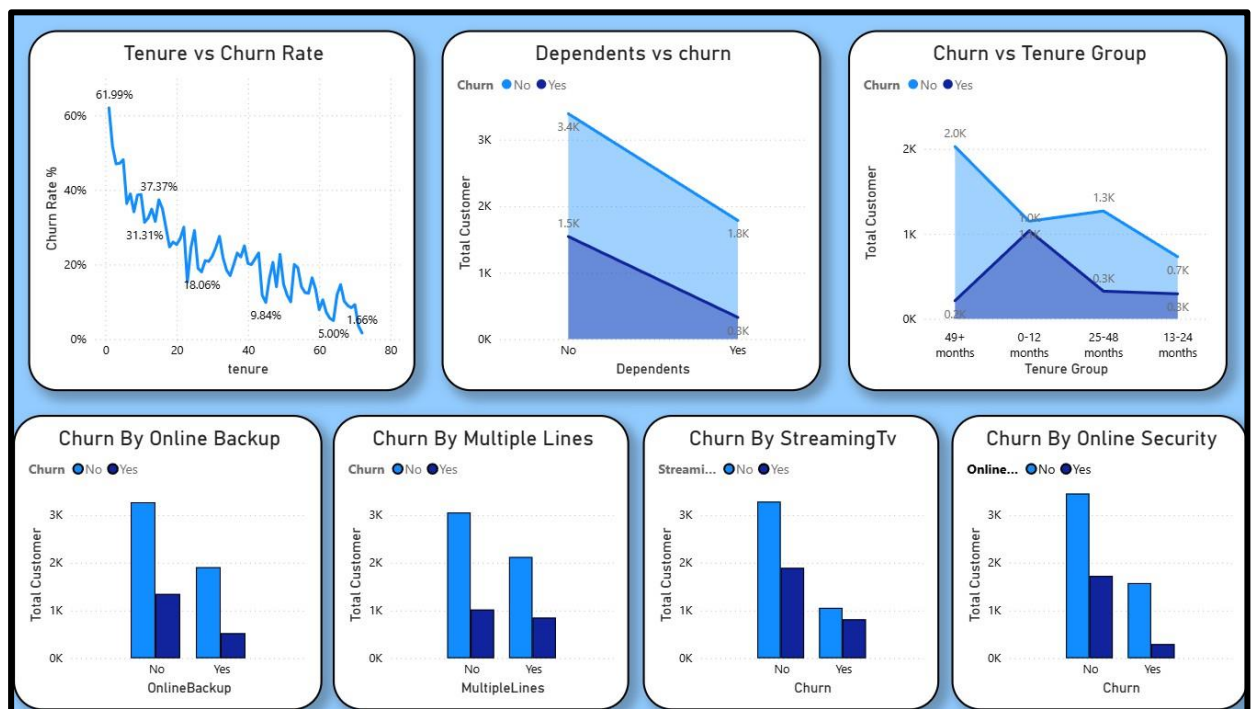 Tenure vs Churn Rate
61.99%
60%
40%
20%
0%
37.37%
31.31%
18.06%
9.84%
5.00%
1.66%
0 20 40 60 80
Churn Rate %
tenure
Dependents vs churn
Churn No Yes
3K
2K
1K
0K
3.4K
1.5K
1.8K
0.3K
No Yes
Total Customer
Dependents
Churn vs Tenure Group
Churn No Yes
2K
1K
0K
2.0K
1.0K
1.1K
1.3K
0.3K
0.7K
0.3K
0.2K
49+ 0-12 25-48 13-24
months months months months
Total Customer
Tenure Group
Churn By Online Backup
Churn No Yes
3K
2K
1K
0K
No Yes
Total Customer
OnlineBackup
Churn By Multiple Lines
Churn No Yes
3K
2K
1K
0K
No Yes
Total Customer
MultipleLines
Churn By StreamingTv
Streami... No Yes
3K
2K
1K
0K
No Yes
Total Customer
Churn
Churn By Online Security
Online... No Yes
3K
2K
1K
0K
No Yes
Total Customer
Churn